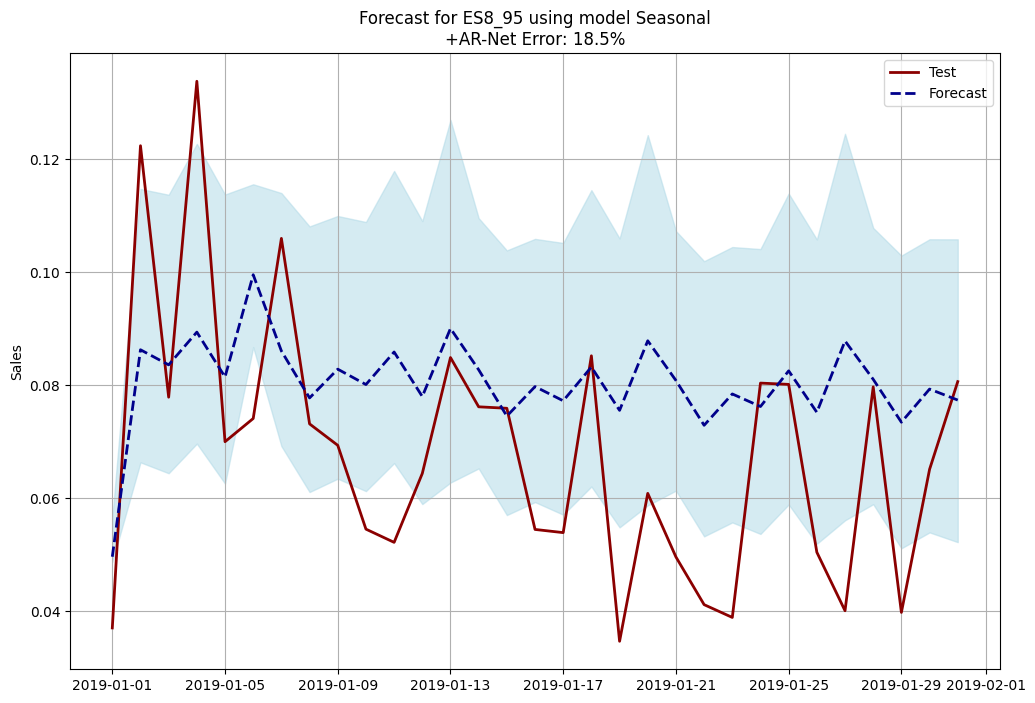 Forecast for ES8_95 using model Seasonal
+AR-Net Error: 18.5%
Test
Forecast
Sales
0.12
0.10
0.08
0.06
0.04
2019-01-01
2019-01-05
2019-01-09
2019-01-13
2019-01-17
2019-01-21
2019-01-25
2019-01-29
2019-02-01